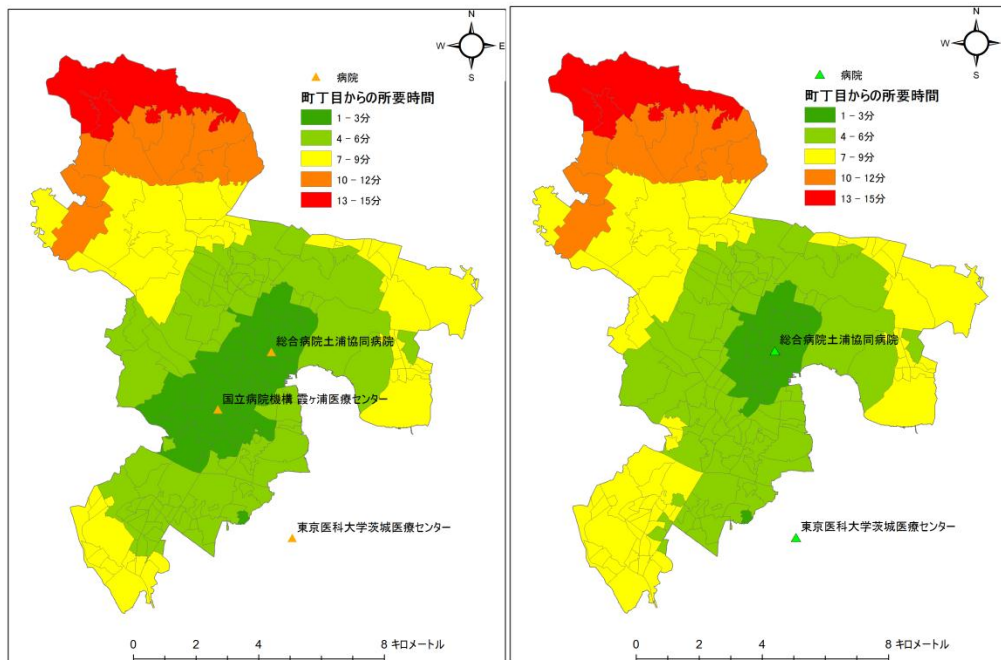 N
W
E
S
病院
町丁目からの所要時間
1 - 3分
4 - 6分
7 - 9分
10 - 12分
13 - 15分
総合病院土浦協同病院
国立病院機構 霞ヶ浦医療センター
東京医科大学茨城医療センター
0 2 4 8 キロメートル
N
W
E
S
病院
町丁目からの所要時間
1 - 3分
4 - 6分
7 - 9分
10 - 12分
13 - 15分
総合病院土浦協同病院
東京医科大学茨城医療センター
0 2 4 8 キロメートル